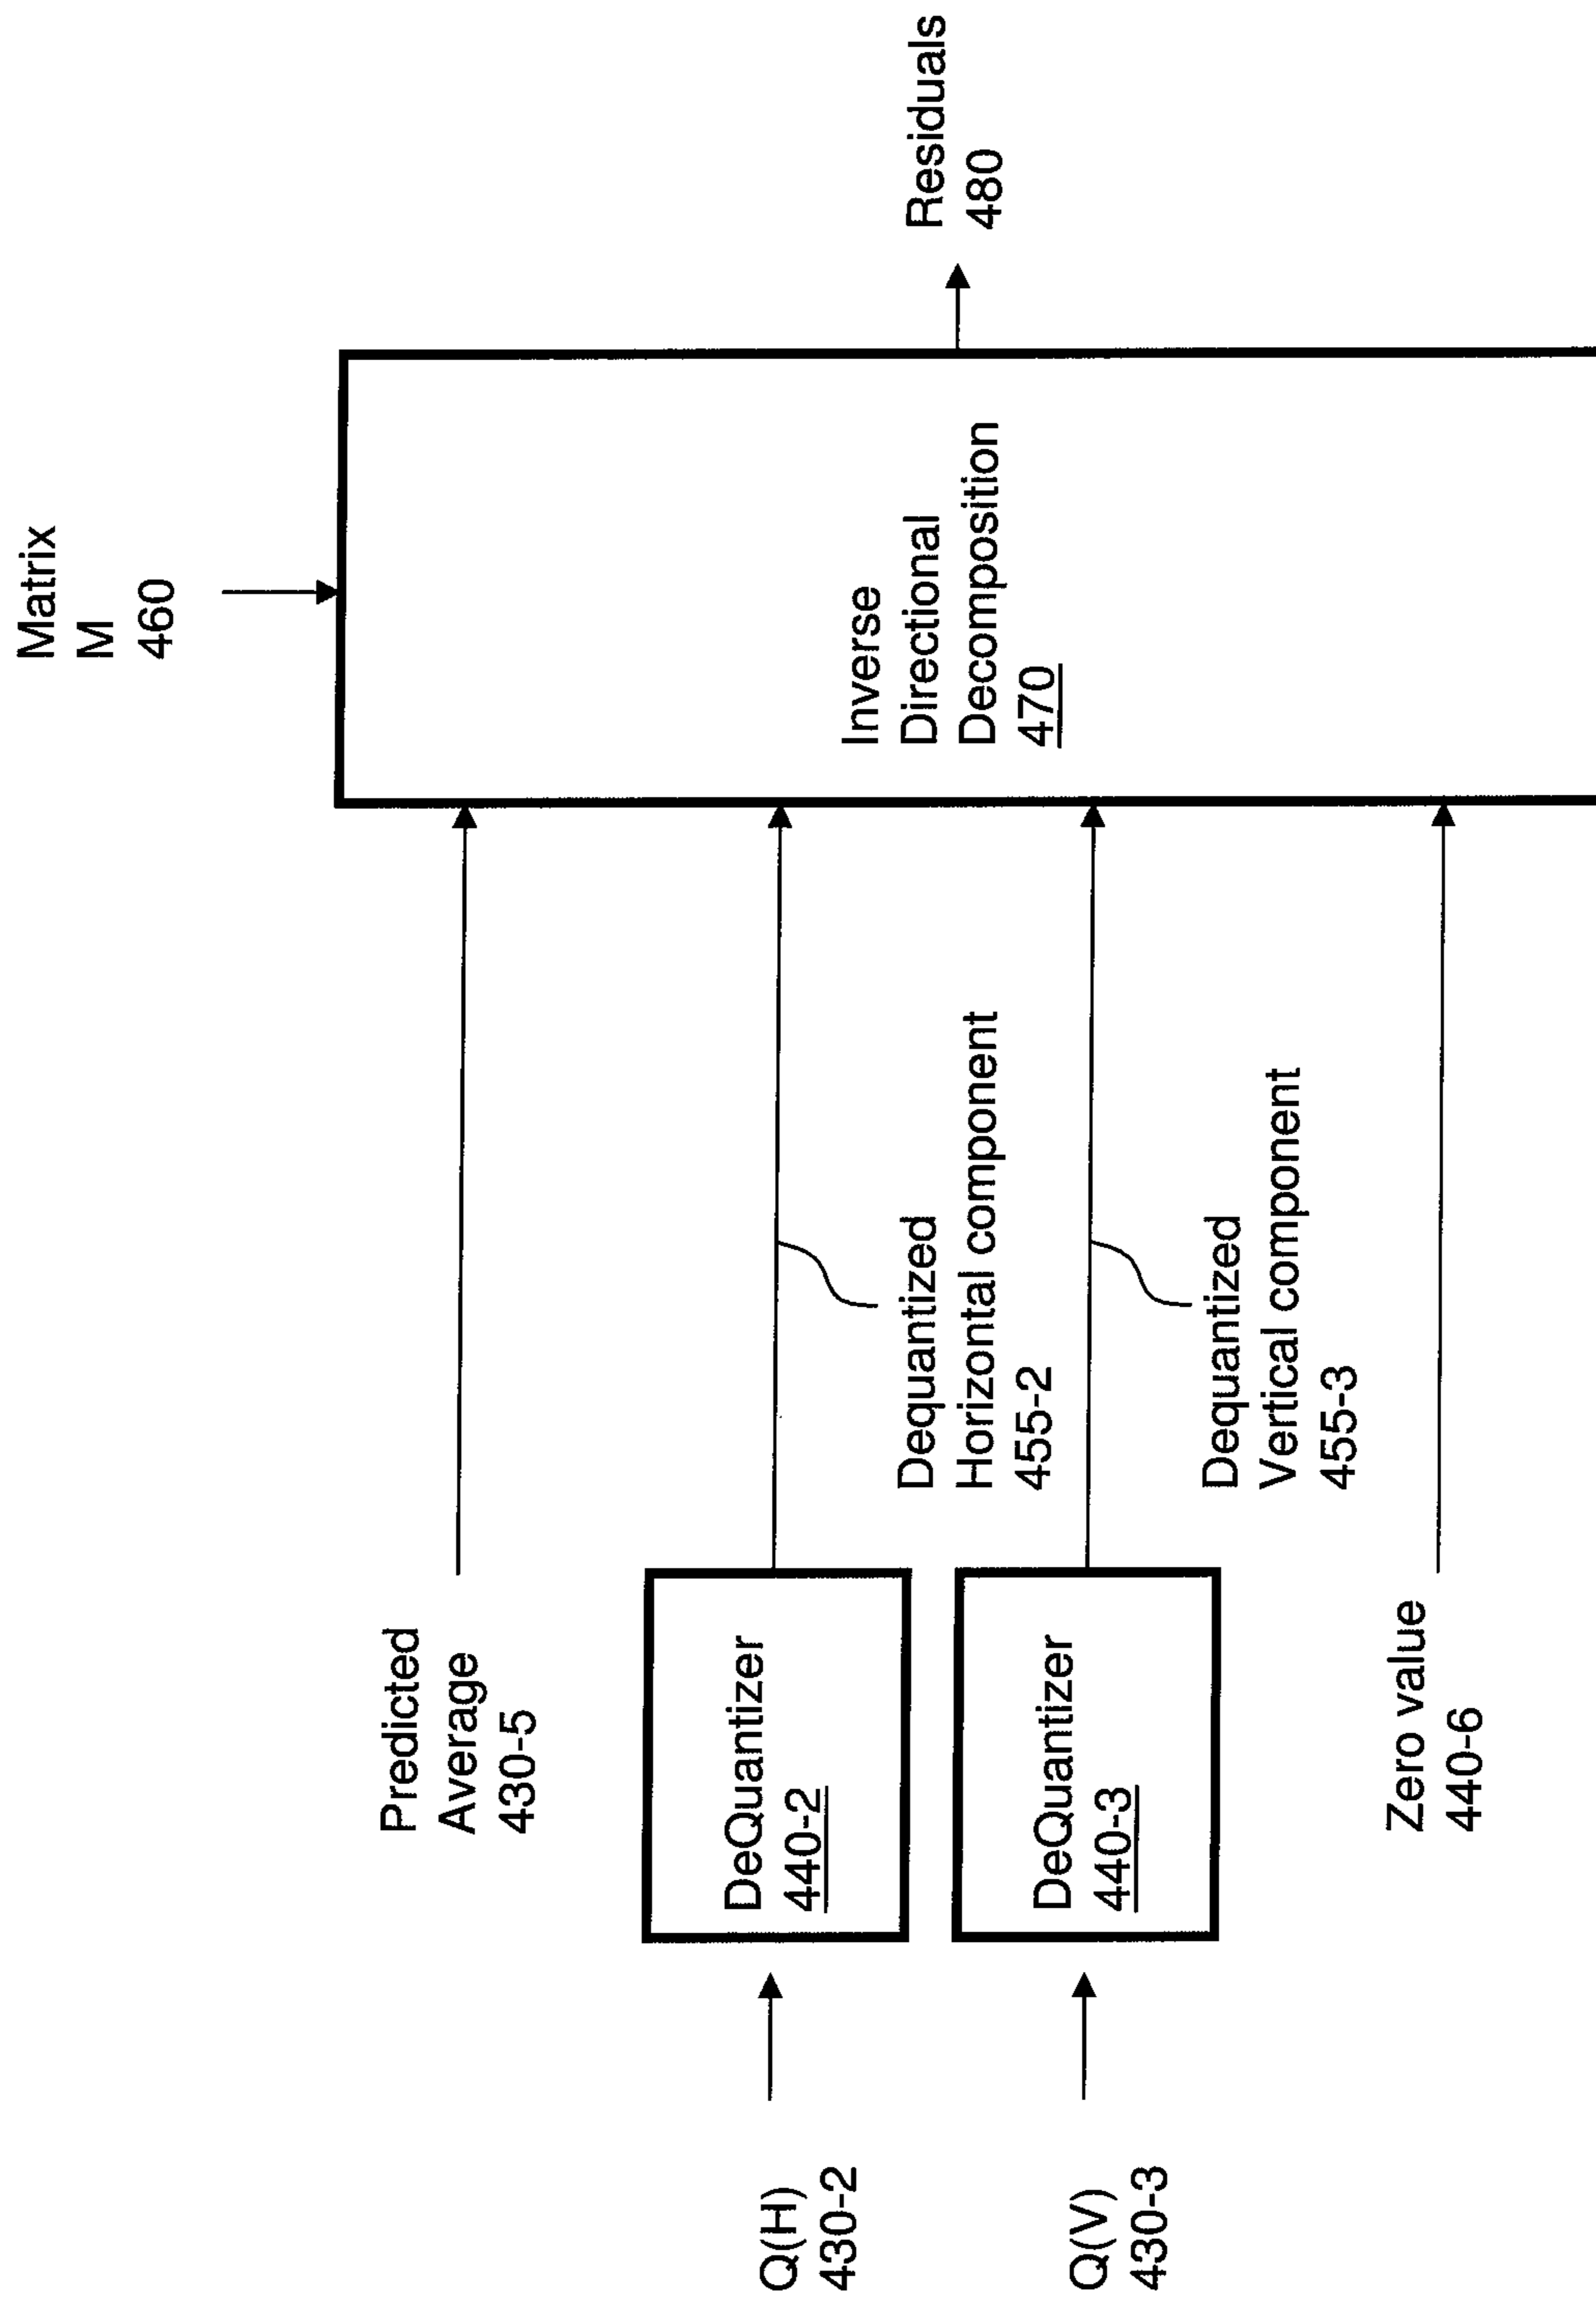 Matrix
M 460
Predicted
Average
430-5
Q(H)
430-2
DeQuantizer
440-2
Dequantized
Horizontal component
455-2
Inverse
Directional
Decomposition
470
Residuals
480
Q(V)
430-3
DeQuantizer
440-3
Dequantized
Vertical component
455-3
Zero value
440-6